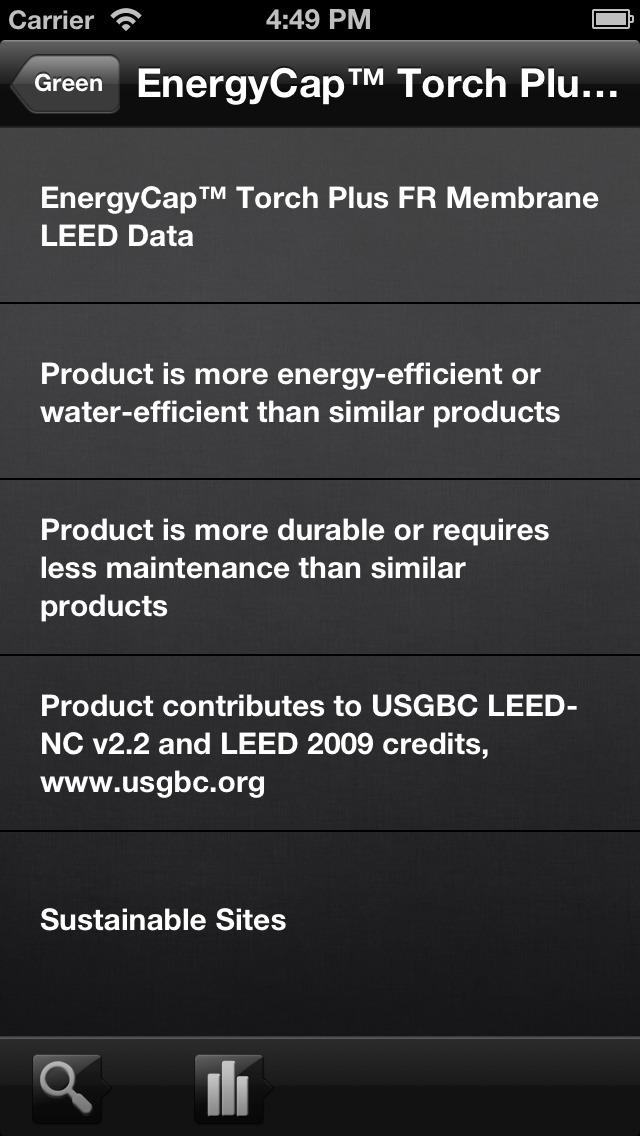 Carrier 4:49 PM
Green EnergyCap™ Torch Plu...
EnergyCap™ Torch Plus FR Membrane
LEED Data
Product is more energy-efficient or
water-efficient than similar products
Product is more durable or requires
less maintenance than similar
products
Product contributes to USGBC LEED-
NC v2.2 and LEED 2009 credits,
www.usgbc.org
Sustainable Sites